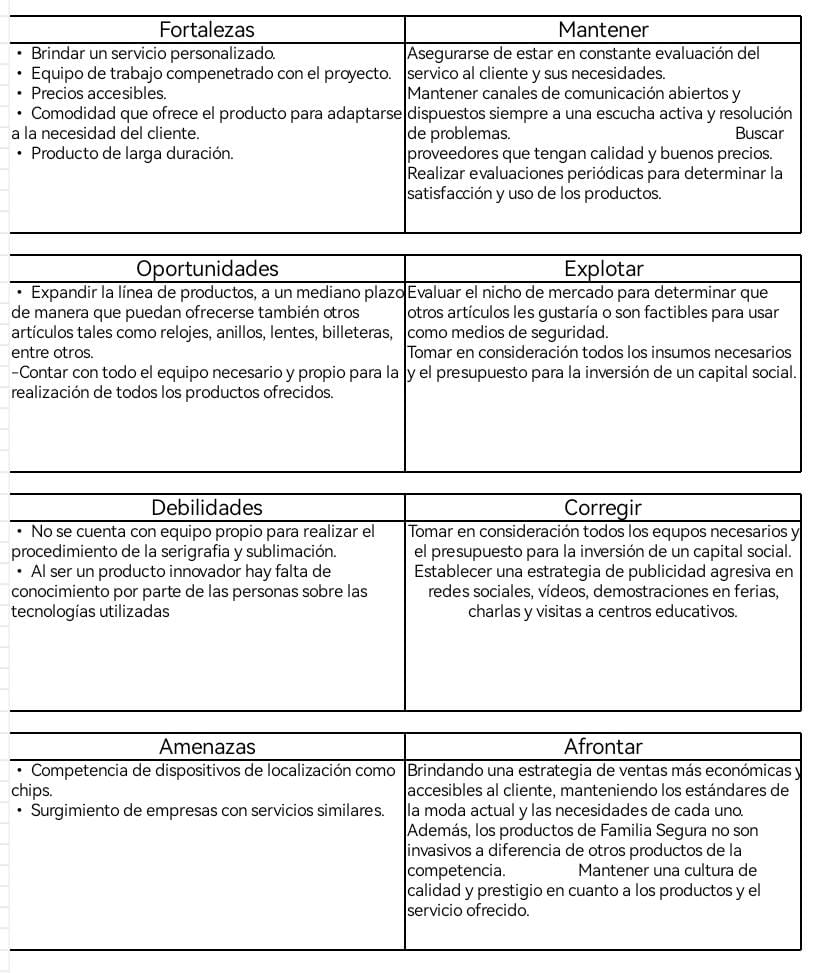 Fortalezas
• Brindar un servicio personalizado.
• Equipo de trabajo compenetrado con el proyecto.
• Precios accesibles.
• Comodidad que ofrece el producto para adaptarse
a la necesidad del cliente.
• Producto de larga duración.
Mantener
Asegurarse de estar en constante evaluación del
servico al cliente y sus necesidades.
Mantener canales de comunicación abiertos y
dispuestos siempre a una escucha activa y resolución
de problemas. Buscar
proveedores que tengan calidad y buenos precios.
Realizar evaluaciones periódicas para determinar la
satisfacción y uso de los productos.
Oportunidades
• Expandir la línea de productos, a un mediano plazo
de manera que puedan ofrecerse también otros
artículos tales como relojes, anillos, lentes, billeteras,
entre otros.
-Contar con todo el equipo necesario y propio para la
realización de todos los productos ofrecidos.
Explotar
Evaluar el nicho de mercado para determinar que
otros artículos les gustaría o son factibles para usar
como medios de seguridad.
Tomar en consideración todos los insumos necesarios
y el presupuesto para la inversión de un capital social.
Debilidades
• No se cuenta con equipo propio para realizar el
procedimiento de la serigrafia y sublimación.
• Al ser un producto innovador hay falta de
conocimiento por parte de las personas sobre las
tecnologías utilizadas
Corregir
Tomar en consideración todos los equpos necesarios y
el presupuesto para la inversión de un capital social.
Establecer una estrategia de publicidad agresiva en
redes sociales, vídeos, demostraciones en ferias,
charlas y visitas a centros educativos.
Amenazas
• Competencia de dispositivos de localización como
chips.
• Surgimiento de empresas con servicios similares.
Afrontar
Brindando una estrategia de ventas más económicas y
accesibles al cliente, manteniendo los estándares de
la moda actual y las necesidades de cada uno.
Además, los productos de Familia Segura no son
invasivos a diferencia de otros productos de la
competencia. Mantener una cultura de
calidad y prestigio en cuanto a los productos y el
servicio ofrecido.